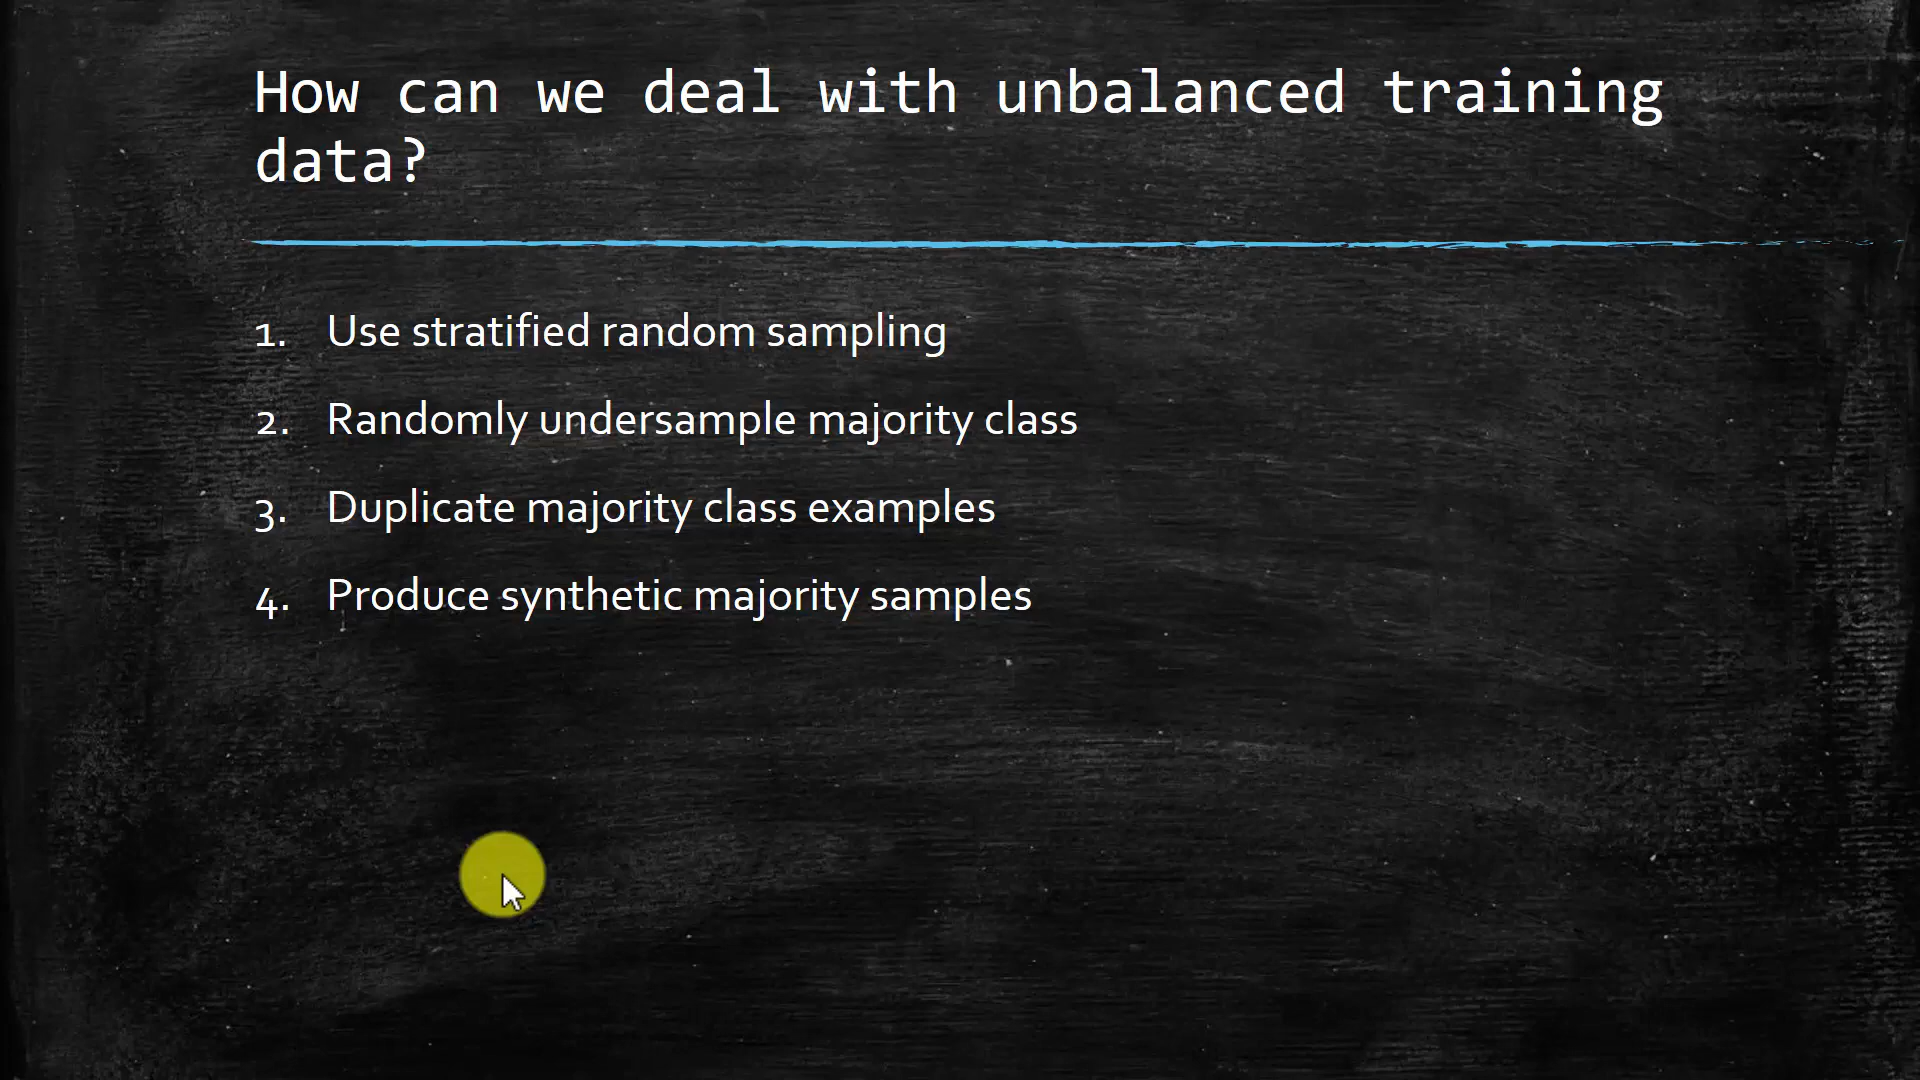 How can we deal with unbalanced training
data?
1. Use stratified random sampling
2. Randomly undersample majority class
3. Duplicate majority class examples
4. Produce synthetic majority samples